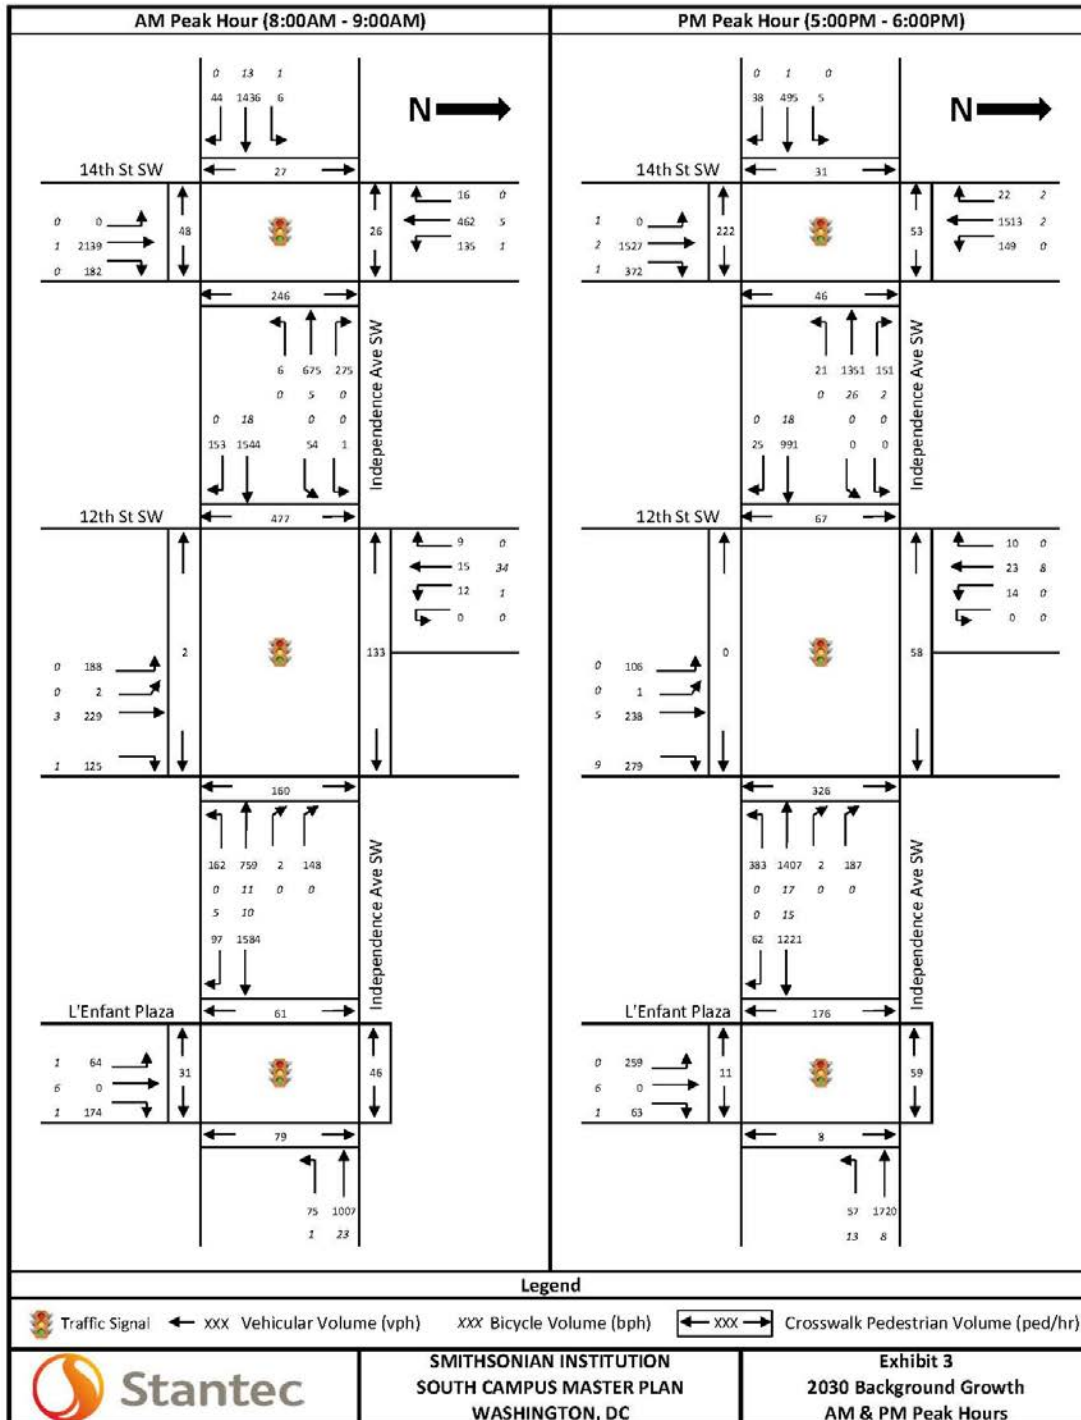 AM Peak Hour (8:00AM - 9:00AM)
0 13 1
44 1436 6
N
14th St SW
27
0 0
1 2139
0 182
48
26
16 0
462 5
135 1
246
6 675 275
0 5 0
0 18 0 0
153 1544 54 1
Independence Ave SW
12th St SW
477
9 0
15 34
12 1
0 0
2
133
0 188
0 2
3 229
1 125
160
162 759 2 148
0 11 0 0
5 10
97 1584
Independence Ave SW
L'Enfant Plaza
61
1 64
6 0
1 174
31
46
79
75 1007
1 23
PM Peak Hour (5:00PM - 6:00PM)
0 1 0
38 495 5
N
14th St SW
31
1 0
2 1527
1 372
222
53
22 2
1513 2
149 0
46
21 1351 151
0 26 2
0 18 0 0
25 991 0 0
Independence Ave SW
12th St SW
67
10 0
23 8
14 0
0 0
0
58
0 106
0 1
5 238
9 279
326
383 1407 2 187
0 17 0 0
0 15
62 1221
Independence Ave SW
L'Enfant Plaza
176
0 259
6 0
1 63
11
59
8
57 1720
13 8
Legend
Traffic Signal XXX Vehicular Volume (vph) XXX Bicycle Volume (bph) XXX Crosswalk Pedestrian Volume (ped/hr)
Stantec
SMITHSONIAN INSTITUTION
SOUTH CAMPUS MASTER PLAN
WASHINGTON, DC
Exhibit 3
2030 Background Growth
AM & PM Peak Hours